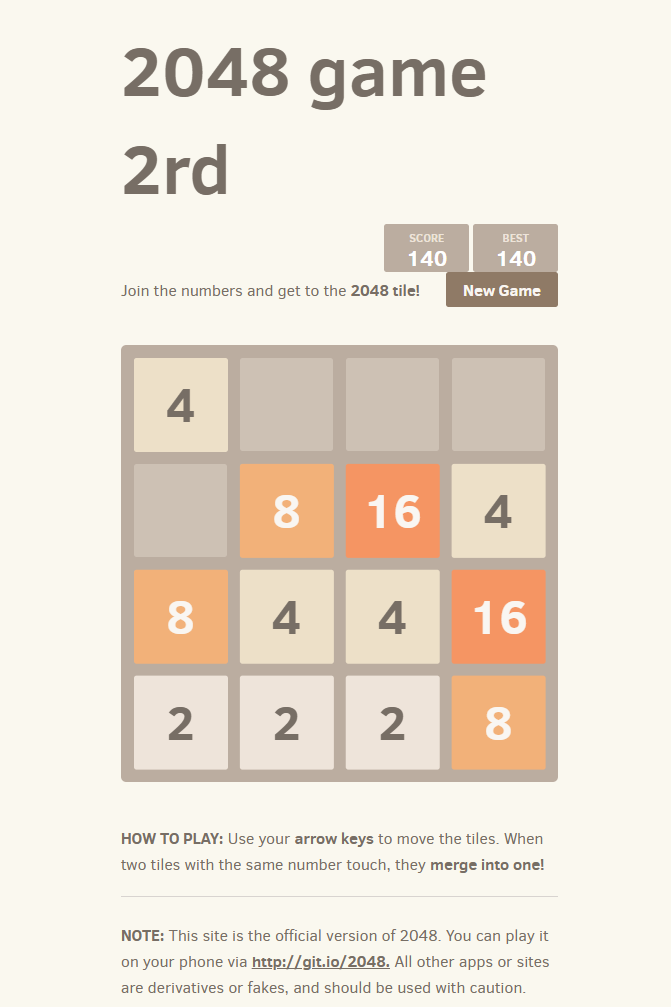 2048 game
2rd
SCORE BEST
140 140
Join the numbers and get to the 2048 tile! New Game
4
8 16 4
8 4 4 16
2 2 2 8
HOW TO PLAY: Use your arrow keys to move the tiles. When
two tiles with the same number touch, they merge into one!
NOTE: This site is the official version of 2048. You can play it
on your phone via http://git.io/2048. All other apps or sites
are derivatives or fakes, and should be used with caution.